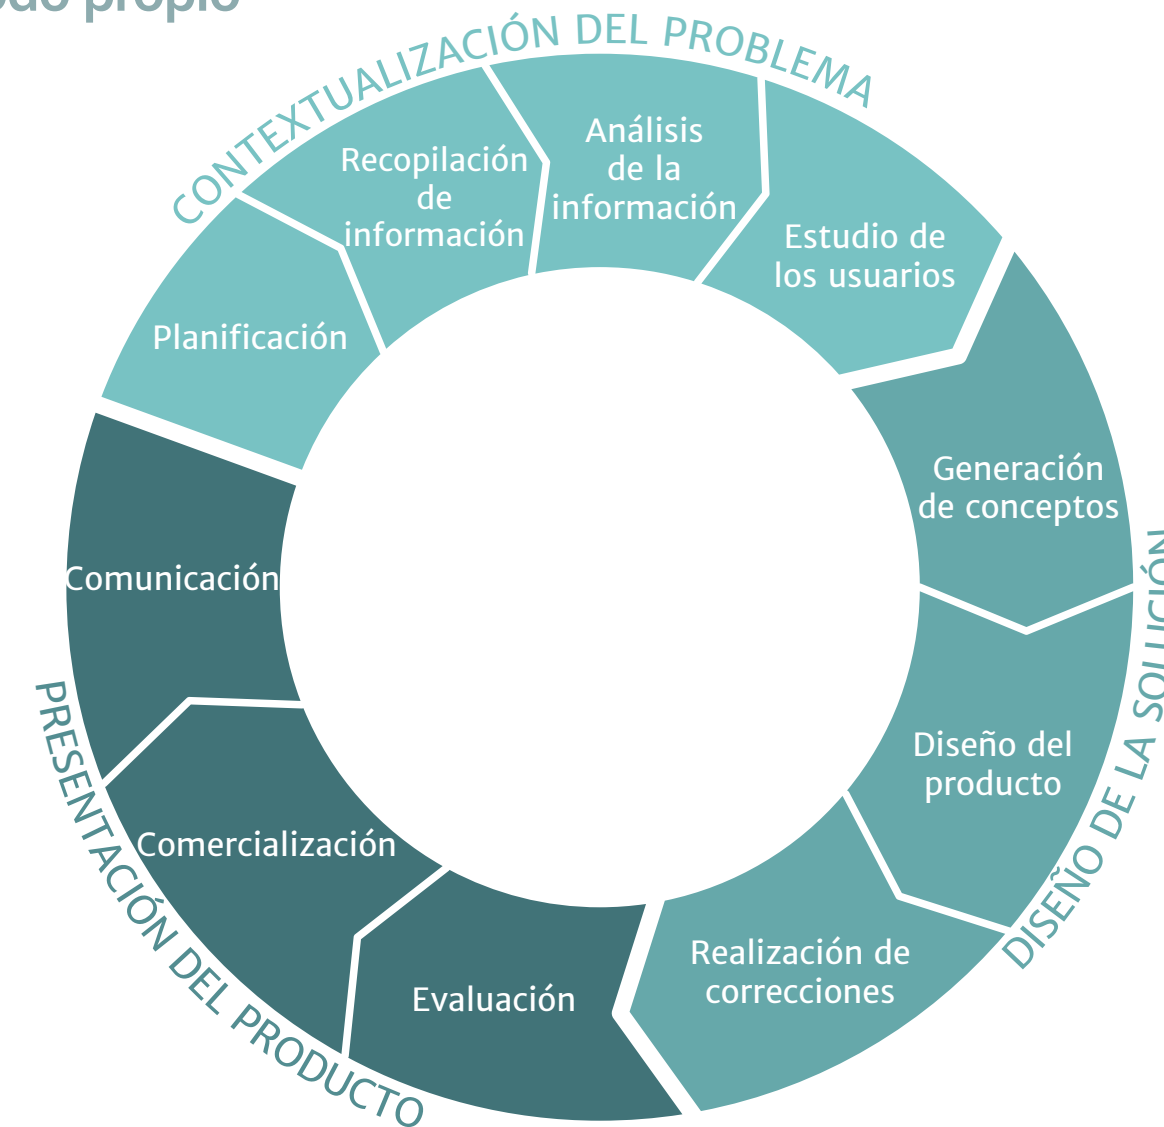 propio
CONTEXTUALIZACIÓN DEL PROBLEMA
Planificación
Recopilación
de
información
Análisis
de la
información
Estudio de
los usuarios
DISEÑO DE LA SOLUCIÓN
Generación
de conceptos
Diseño del
producto
Realización de
correcciones
PRESENTACIÓN DEL PRODUCTO
Evaluación
Comercialización
Comunicación